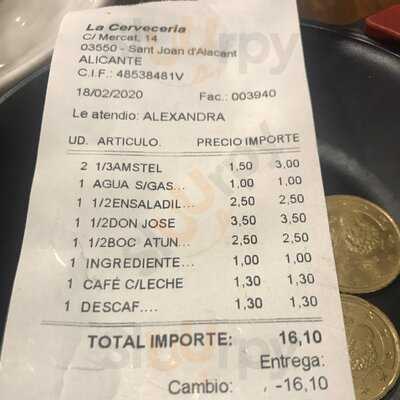 La Cerveceria
C/ Mercat, 14
03550 - Sant Joan d'Alacant
ALICANTE
C.I.F.: 48538481V
18/02/2020 Fac.: 003940
Le atendio: ALEXANDRA
UD. ARTICULO. PRECIO IMPORTE
2 1/3AMSTEL 1,50 3,00
1 AGUA S/GAS... 1,00 1,00
1 1/2ENSALADIL... 2,50 2,50
1 1/2DON JOSE 3,50 3,50
1 1/2BOC ATUN... 2,50 2,50
1 INGREDIENTE... 1,00 1,00
1 CAFÉ C/LECHE 1,30 1,30
1 DESCAF.... 1,30 1,30
TOTAL IMPORTE: 16,10
Entrega:
Cambio: , -16,10